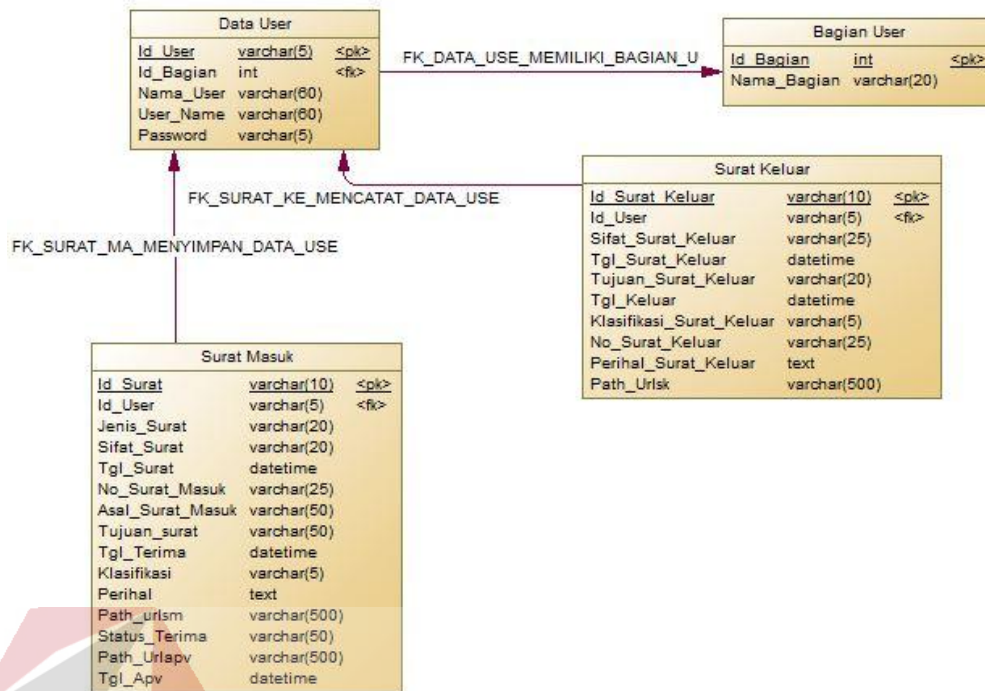 Data User
Id_User varchar(5) <pk>
Id_Bagian int <fk>
Nama_User varchar(60)
User_Name varchar(60)
Password varchar(5)
FK_DATA_USE_MEMILIKI_BAGIAN_U
Bagian User
Id_Bagian int <pk>
Nama_Bagian varchar(20)
FK_SURAT_KE_MENCATAT_DATA_USE
FK_SURAT_MA_MENYIMPAN_DATA_USE
Surat Keluar
Id_Surat_Keluar varchar(10) <pk>
Id_User varchar(5) <fk>
Sifat_Surat_Keluar varchar(25)
Tgl_Surat_Keluar datetime
Tujuan_Surat_Keluar varchar(20)
Tgl_Keluar datetime
Klasifikasi_Surat_Keluar varchar(5)
No_Surat_Keluar varchar(25)
Perihal_Surat_Keluar text
Path_Urlsk varchar(500)
Surat Masuk
Id_Surat varchar(10) <pk>
Id_User varchar(5) <fk>
Jenis_Surat varchar(20)
Sifat_Surat varchar(20)
Tgl_Surat datetime
No_Surat_Masuk varchar(25)
Asal_Surat_Masuk varchar(50)
Tujuan_surat varchar(50)
Tgl_Terima datetime
Klasifikasi varchar(5)
Perihal text
Path_urlsm varchar(500)
Status_Terima varchar(50)
Path_Urlapv varchar(500)
Tgl_Apv datetime